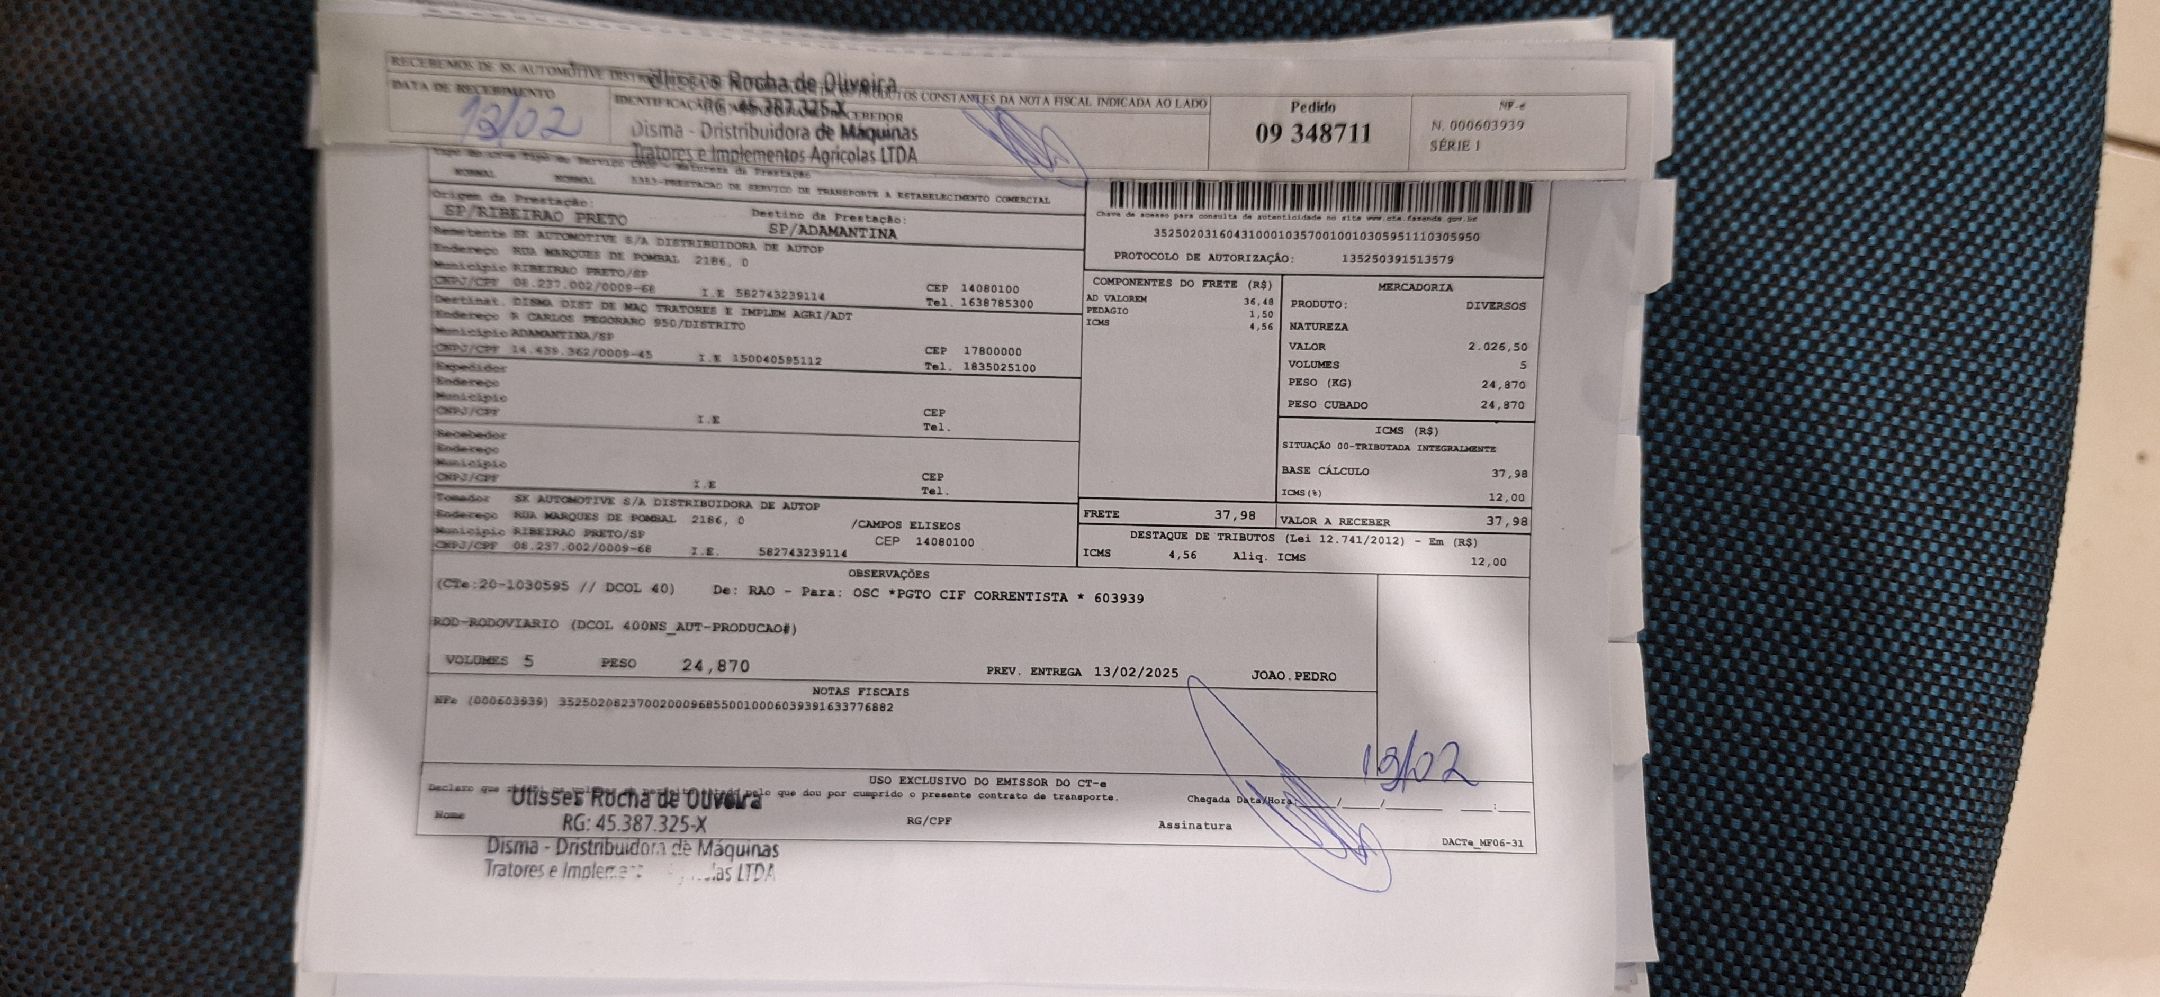 RECEBEMOS DE SK AUTOMOTIVE DISTRIBUIDORA PRODUTOS CONSTANTES DA NOTA FISCAL INDICADA AO LADO
DATA DE RECEBIMENTO
IDENTIFICAÇÃO RECEBEDOR
Ulisses Rocha de Oliveira
RG: 45.387.325-X
Disma - Dristribuidora de Máquinas
Tratores e Implementos Agrícolas LTDA
Pedido
09 348711
NF-e
N. 000603939
SÉRIE 1
NORMAL NORMAL 5353-PRESTACAO DE SERVICO DE TRANSPORTE A ESTABELECIMENTO COMERCIAL
Origem da Prestação:
SP/RIBEIRAO PRETO
Destino da Prestação:
SP/ADAMANTINA
Remetente SK AUTOMOTIVE S/A DISTRIBUIDORA DE AUTOP
Endereço RUA MARQUES DE POMBAL 2186, 0
Município RIBEIRAO PRETO/SP
CNPJ/CPF 08.237.002/0009-68 I.E 582743239114
CEP 14080100
Tel. 1638785300
Destinat. DISMA DIST DE MAQ TRATORES E IMPLEM AGRI/ADT
Endereço R CARLOS PEGORARO 950/DISTRITO
Município ADAMANTINA/SP
CNPJ/CPF 14.459.362/0009-45 I.E 150040595112
CEP 17800000
Tel. 1835025100
Expedidor
Endereço
Município
CNPJ/CPF I.E
CEP
Tel.
Recebedor
Endereço
Município
CNPJ/CPF I.E
CEP
Tel.
Tomador SK AUTOMOTIVE S/A DISTRIBUIDORA DE AUTOP
Endereço RUA MARQUES DE POMBAL 2186, 0 /CAMPOS ELISEOS
Município RIBEIRAO PRETO/SP CEP 14080100
CNPJ/CPF 08.237.002/0009-68 I.E. 582743239114
Chave de acesso para consulta de autenticidade no site www.cte.fazenda.gov.br
35250203160431000103570010010305951110305950
PROTOCOLO DE AUTORIZAÇÃO: 135250391513579
COMPONENTES DO FRETE (R$)
AD VALOREM 36,48
PEDAGIO 1,50
ICMS 4,56
MERCADORIA
PRODUTO: DIVERSOS
NATUREZA
VALOR 2.026,50
VOLUMES 5
PESO (KG) 24,870
PESO CUBADO 24,870
ICMS (R$)
SITUAÇÃO 00-TRIBUTADA INTEGRALMENTE
BASE CÁLCULO 37,98
ICMS(%) 12,00
FRETE 37,98
VALOR A RECEBER 37,98
DESTAQUE DE TRIBUTOS (Lei 12.741/2012) - Em (R$)
ICMS 4,56 Aliq. ICMS 12,00
OBSERVAÇÕES
(CTe:20-1030595 // DCOL 40) De: RAO - Para: OSC *PGTO CIF CORRENTISTA * 603939
ROD-RODOVIARIO (DCOL 400NS_AUT-PRODUCAO#)
VOLUMES 5 PESO 24,870 PREV. ENTREGA 13/02/2025 JOAO.PEDRO
NOTAS FISCAIS
NFe (000603939) 35250208237002000968550010006039391633776882
13/02
USO EXCLUSIVO DO EMISSOR DO CT-e
Declaro que pelo que dou por cumprido o presente contrato de transporte.
Chegada Data/Hora: / / :
Nome
RG/CPF
Assinatura
Ulisses Rocha de Oliveira
RG: 45.387.325-X
Disma - Dristribuidora de Máquinas
Tratores e LTDA
DACTe_MF06-31